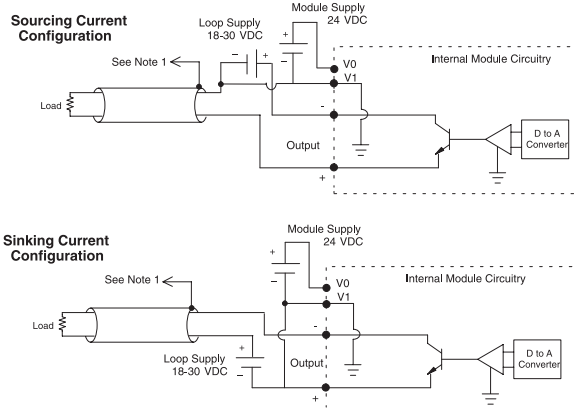 Sourcing Current
Configuration
Loop Supply
18-30 VDC
Module Supply
24 VDC
See Note 1
- +
+
-
V0
V1
Internal Module Circuitry
Load
-
Output
+
D to A
Converter
Sinking Current
Configuration
Module Supply
24 VDC
See Note 1
+
-
V0
V1
Internal Module Circuitry
Load
-
+
Loop Supply
18-30 VDC
-
Output
+
D to A
Converter